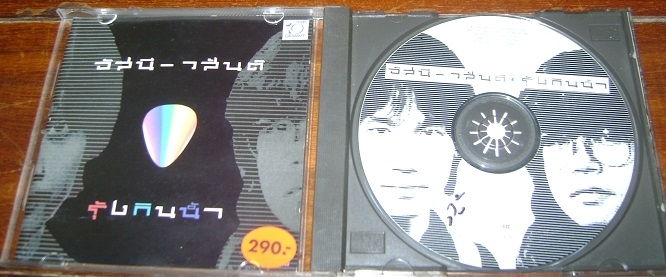 อัสนี - วสันต์
รุ้งกินน้ำ
290.-
อัสนี - วสันต์ • รุ้งกินน้ำ